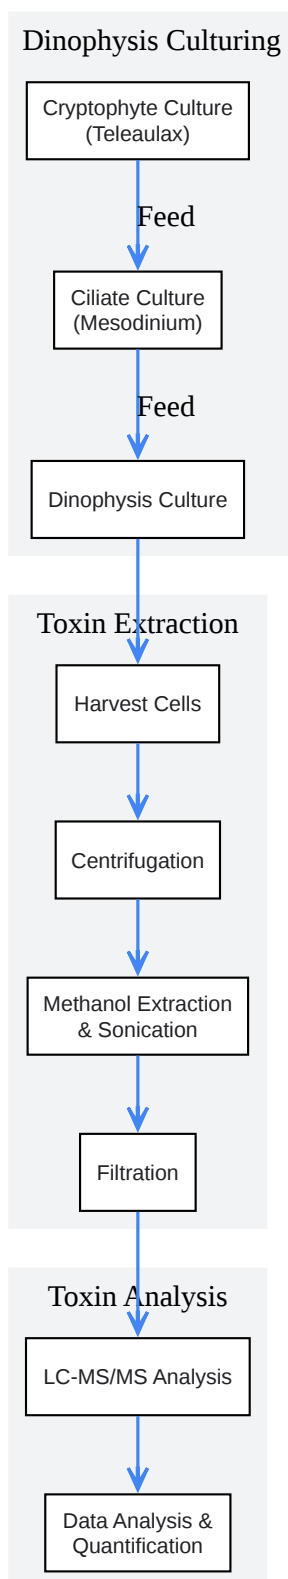 Dinophysis Culturing
Cryptophyte Culture
(Teleaulax)
Feed
Ciliate Culture
(Mesodinium)
Feed
Dinophysis Culture
Toxin Extraction
Harvest Cells
Centrifugation
Methanol Extraction
& Sonication
Filtration
Toxin Analysis
LC-MS/MS Analysis
Data Analysis &
Quantification